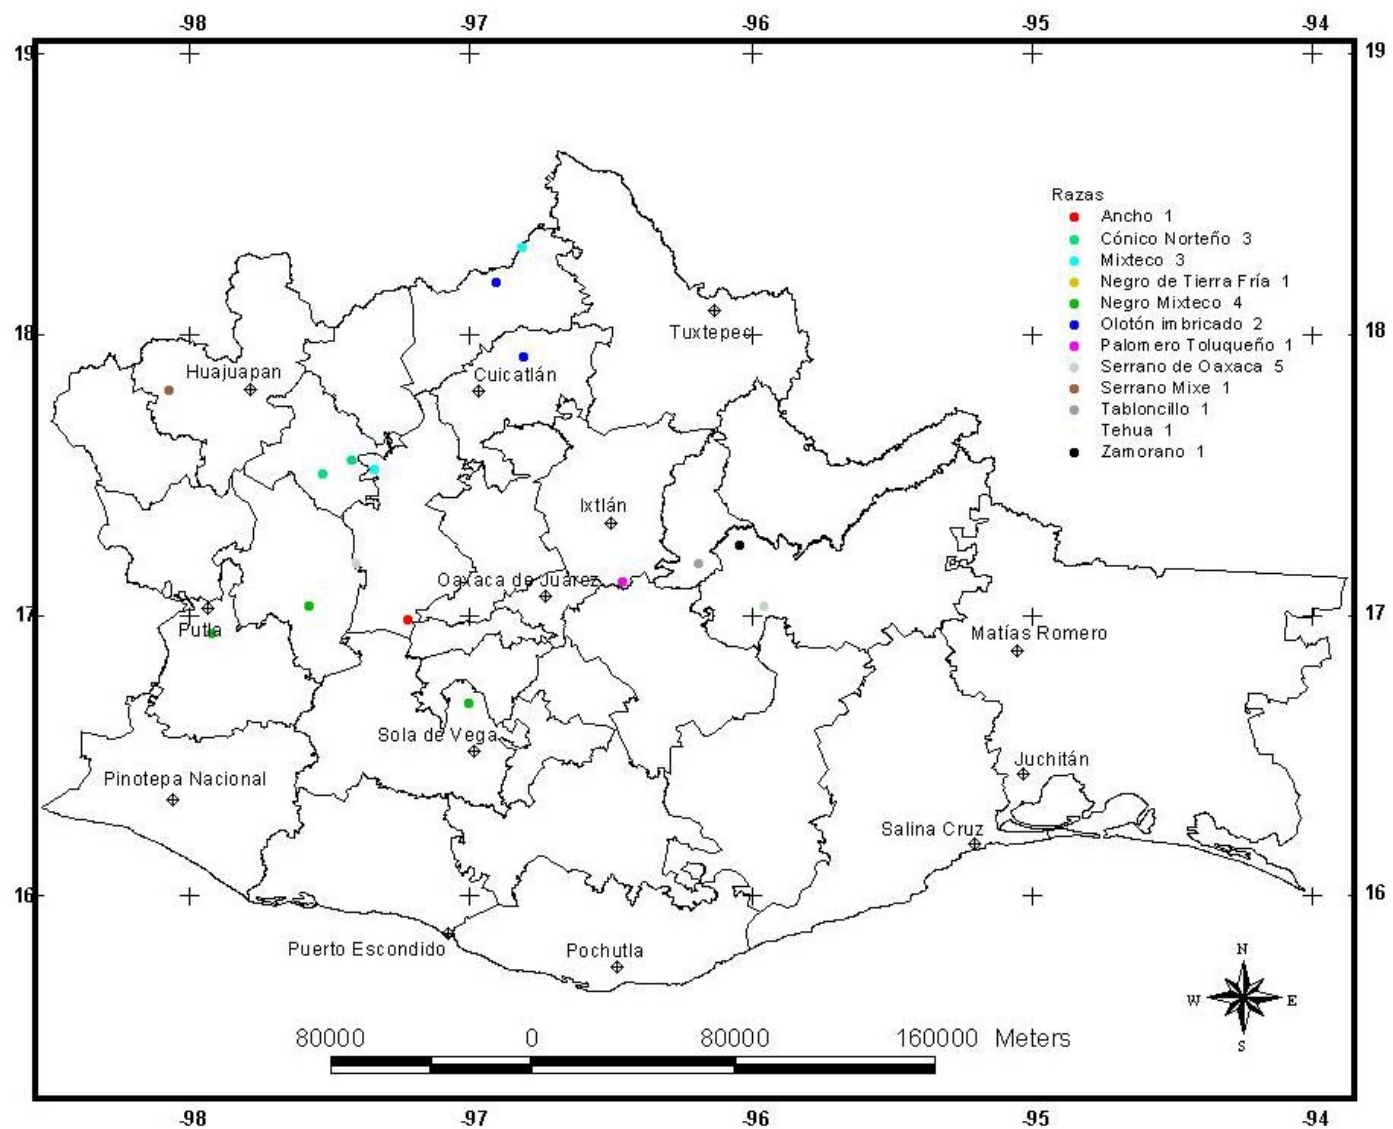 -98 -97 -96 -95 -94
19 19
Razas
Ancho 1
Cónico Norteño 3
Mixteco 3
Negro de Tierra Fría 1
Negro Mixteco 4
Olotón imbricado 2
Palomero Toluqueño 1
Serrano de Oaxaca 5
Serrano Mixe 1
Tabloncillo 1
Tehua 1
Zamorano 1
18 18
Tuxtepec
Huajuapan
Cuicatlán
Ixtlán
Oaxaca de Juárez
17 17
Putla
Matías Romero
Sola de Vega
Juchitán
Pinotepa Nacional
Salina Cruz
16 16
Puerto Escondido
Pochutla
N
W E
S
80000 0 80000 160000 Meters
-98 -97 -96 -95 -94